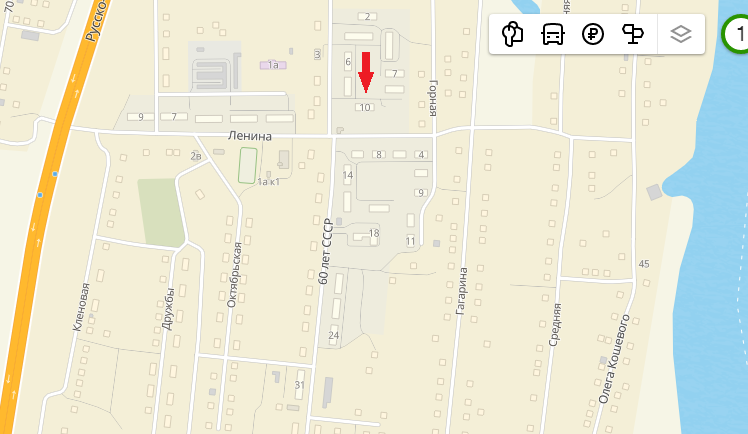 70
Русско-
2
1
3
1а
6
7
10
Горная
9
7
Ленина
2в
1а к1
8
4
14
9
18
11
60 лет СССР
Октябрьская
Дружбы
Кленовая
Гагарина
45
Средняя
Олега Кошевого
24
31